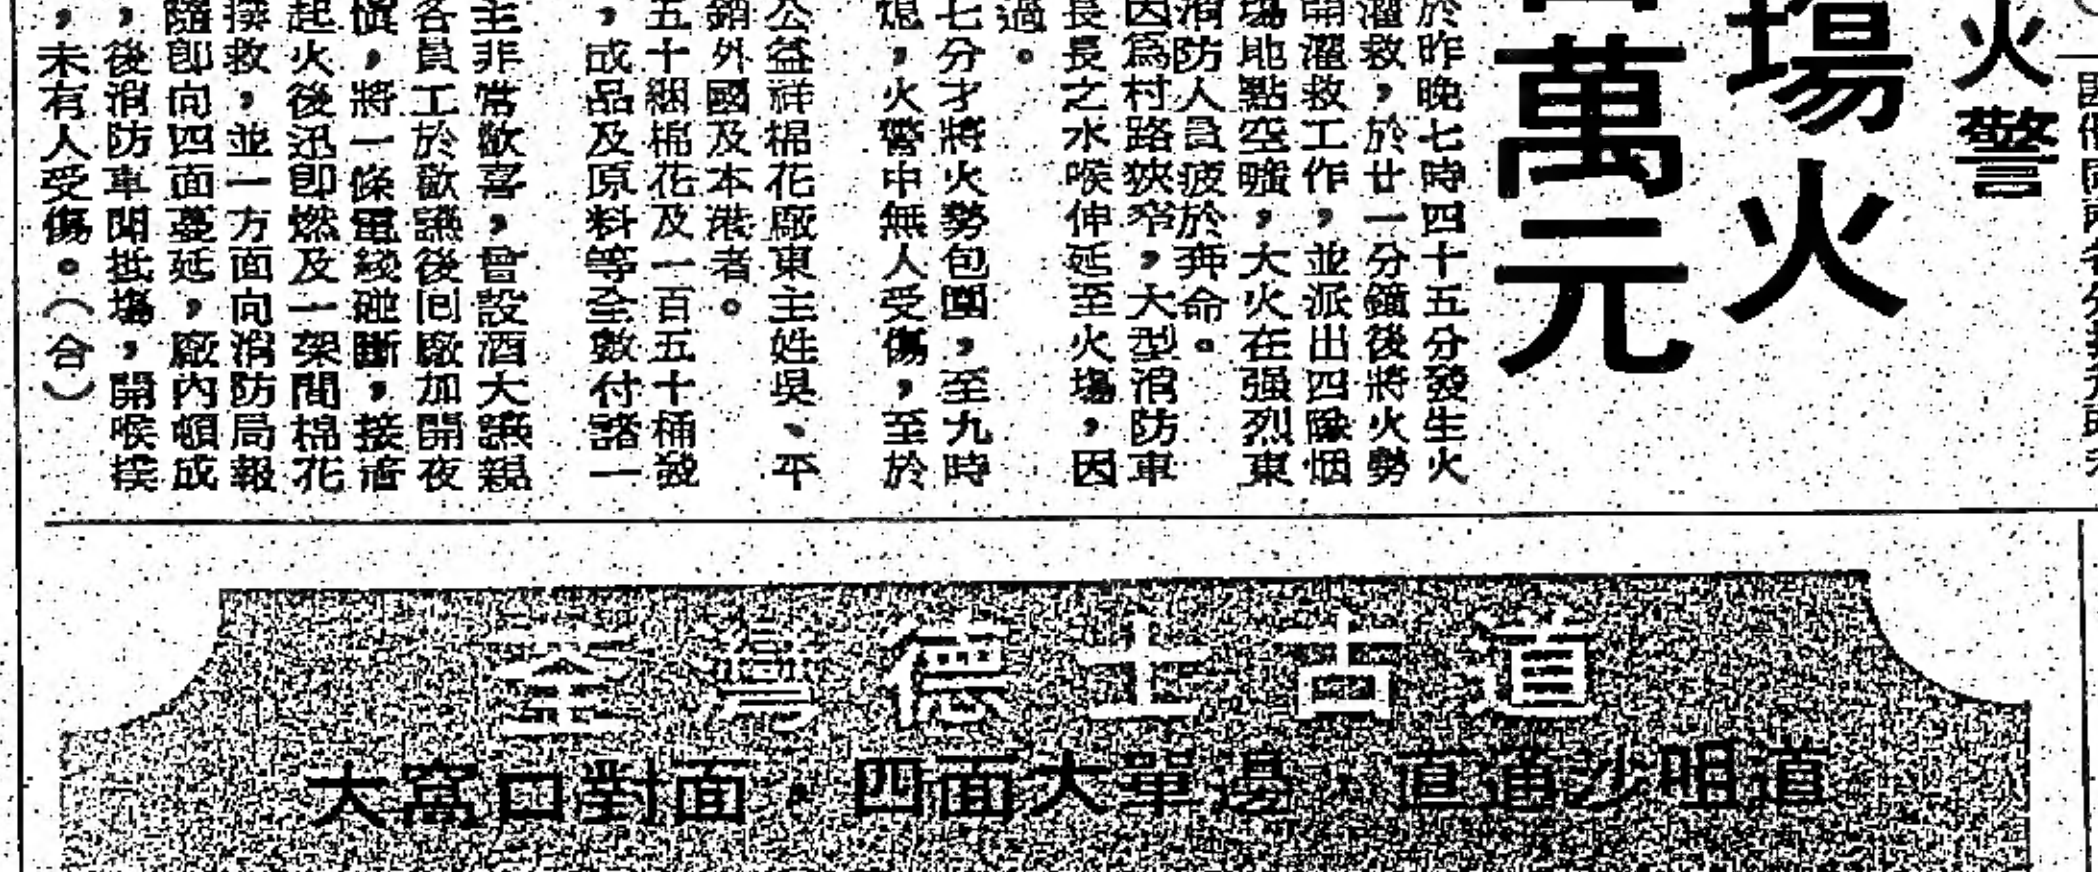 火警
場火
萬元
於昨晚七時四十五分發生火
灌救，於廿一分鐘後將火勢
開灌救工作，並派出四隊烟
場地點空曠，大火在强烈東
消防人員疲於奔命。
因爲村路狹窄，大型消防車
長長之水喉伸延至火場，因
過。
七分才將火勢包圍，至九時
熄，火警中無人受傷，至於
公益祥棉花廠東主姓吳、平
銷外國及本港者。
五十綑棉花及一百五十桶發
，成品及原料等全數付諸一
主非常歡喜，曾設酒大讌親
各員工於歡讌後回廠加開夜
慎，將一條電綫碰斷，接着
起火後迅即燃及一架間棉花
撲救，並一方面向消防局報
隨即向四面蔓延，廠內頓成
，後消防車開抵塲，開喉撲
，未有人受傷。（合）
荃灣德士古道
大窩口對面，四面大單邊，直通沙咀道